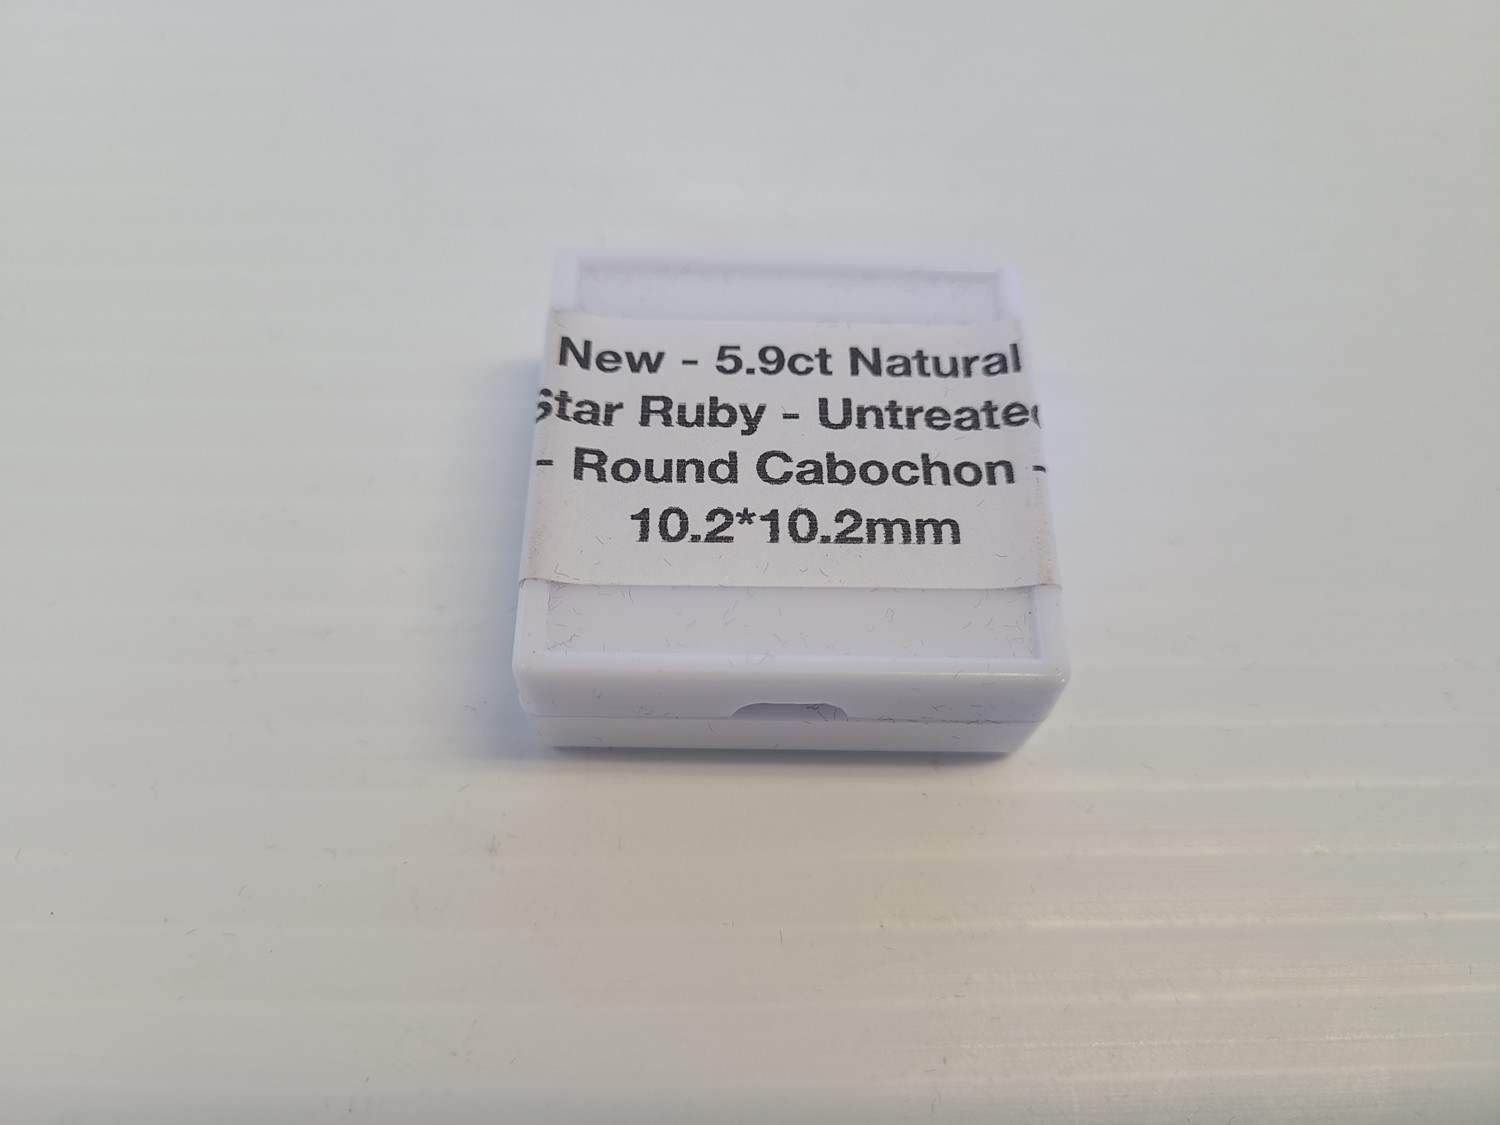 New - 5.9ct Natural
Star Ruby - Untreated
- Round Cabochon -
10.2*10.2mm